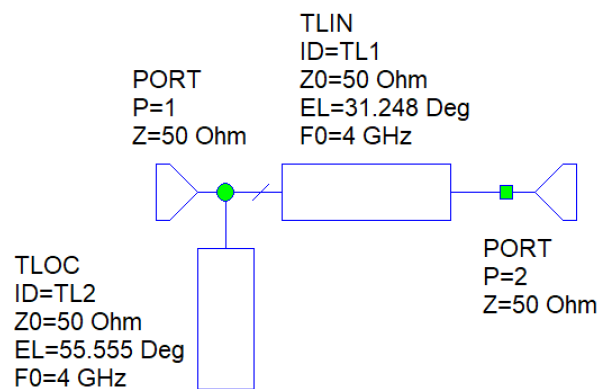 TLIN
ID=TL1
Z0=50 Ohm
EL=31.248 Deg
F0=4 GHz
PORT
P=1
Z=50 Ohm
PORT
P=2
Z=50 Ohm
TLOC
ID=TL2
Z0=50 Ohm
EL=55.555 Deg
F0=4 GHz